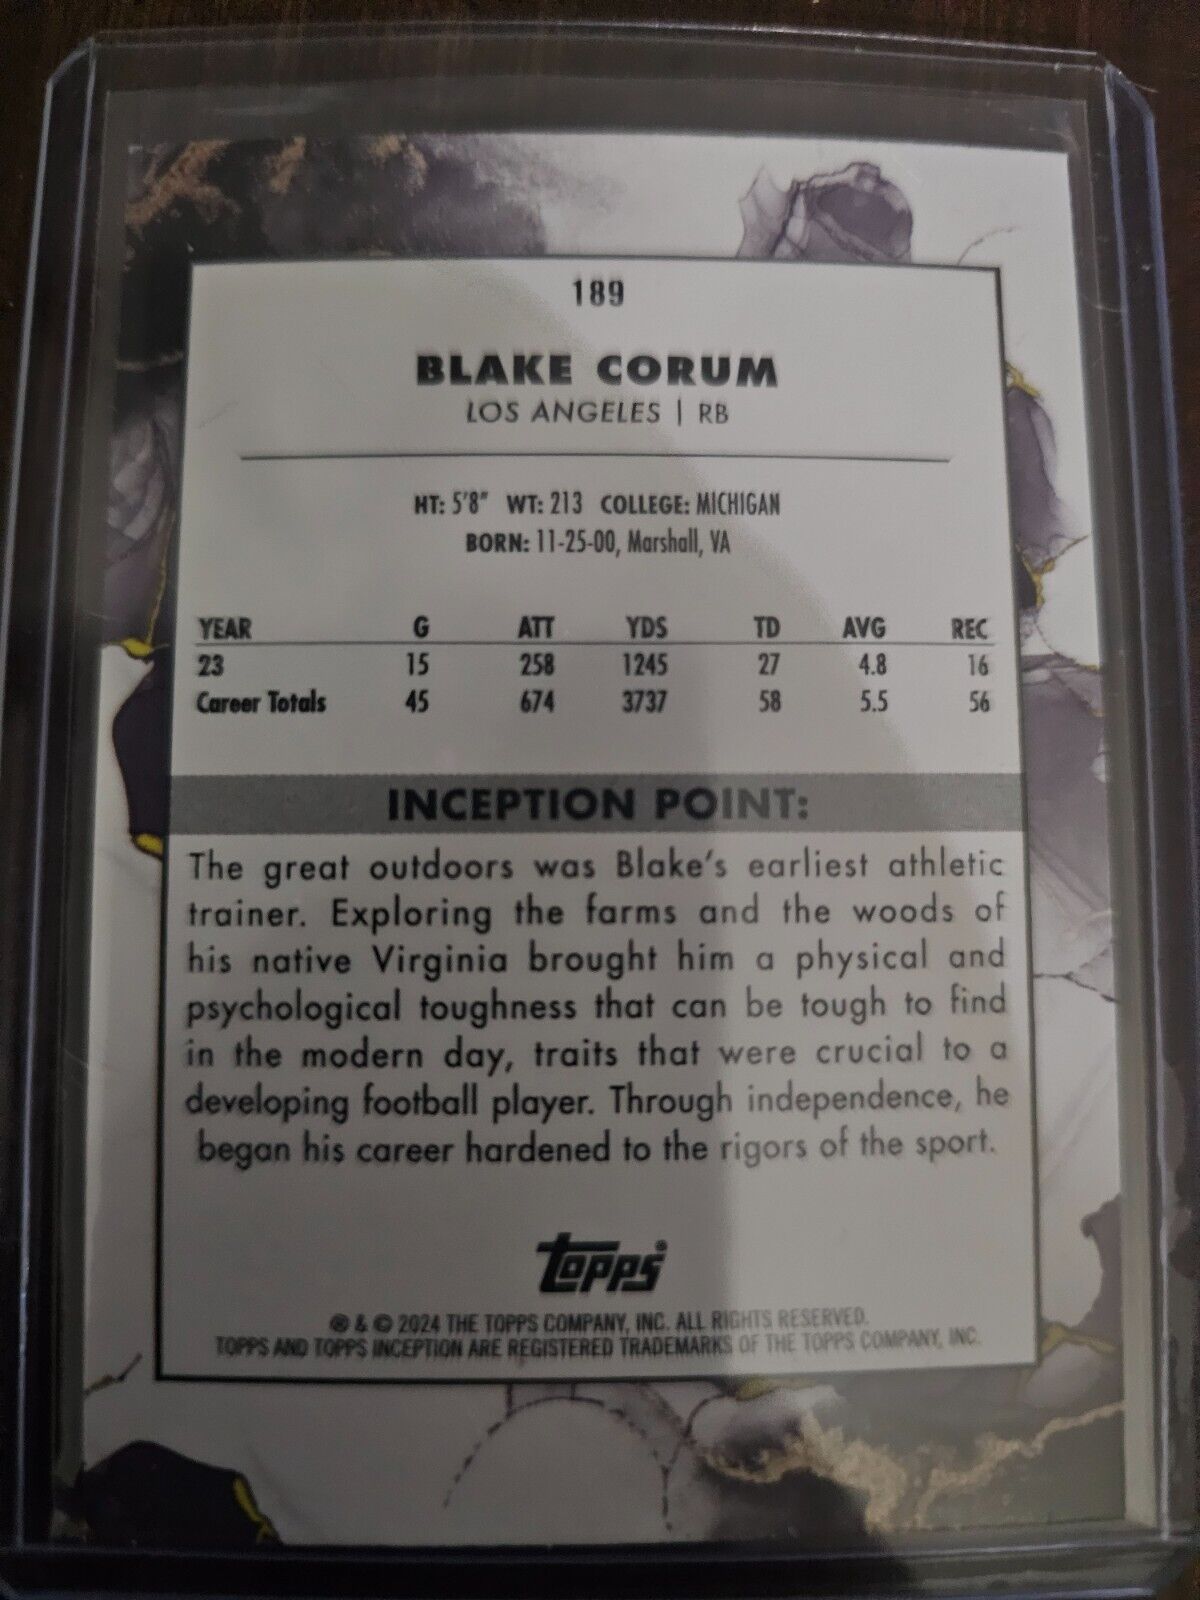 189
BLAKE CORUM
LOS ANGELES | RB
HT: 5'8" WT: 213 COLLEGE: MICHIGAN
BORN: 11-25-00, Marshall, VA
YEAR G ATT YDS TD AVG REC
23 15 258 1245 27 4.8 16
Career Totals 45 674 3737 58 5.5 56
INCEPTION POINT:
The great outdoors was Blake's earliest athletic
trainer. Exploring the farms and the woods of
his native Virginia brought him a physical and
psychological toughness that can be tough to find
in the modern day, traits that were crucial to a
developing football player. Through independence, he
began his career hardened to the rigors of the sport.
topps®
® & © 2024 THE TOPPS COMPANY, INC. ALL RIGHTS RESERVED.
TOPPS AND TOPPS INCEPTION ARE REGISTERED TRADEMARKS OF THE TOPPS COMPANY, INC.